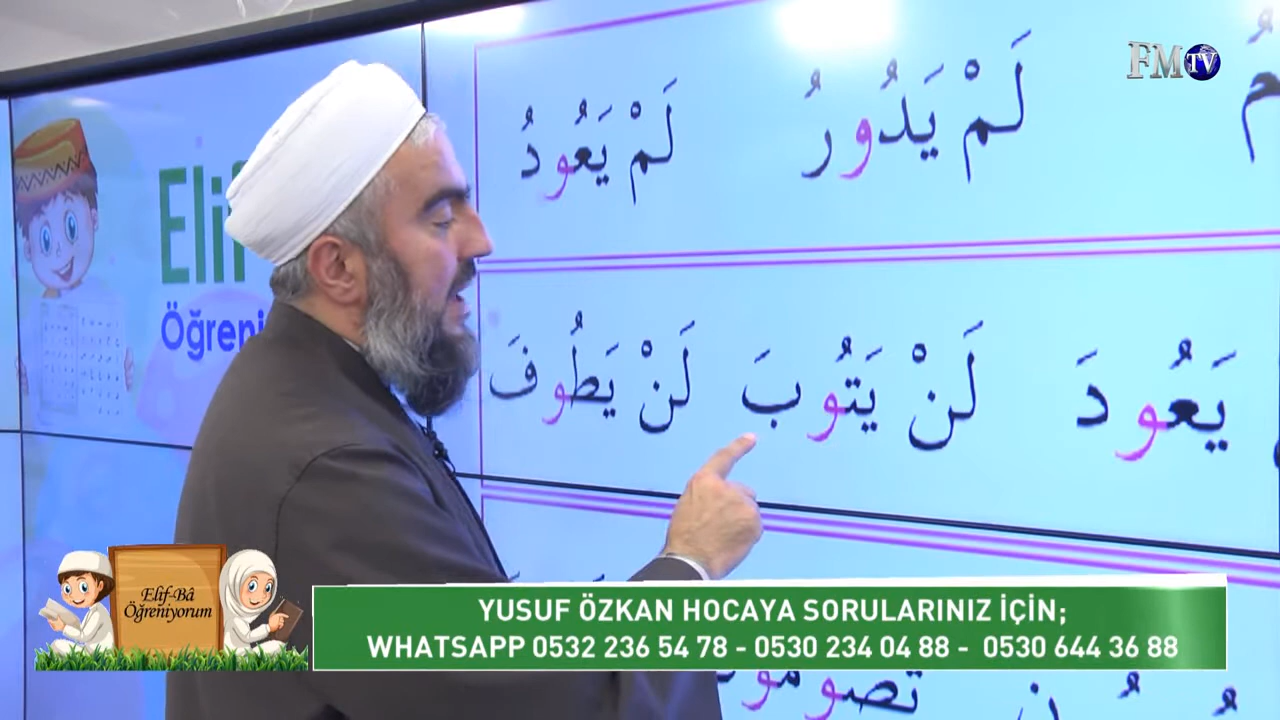 FM TV
لَمْ يَدُورُ لَمْ يَعُودُ
Elif
Öğreni
يَعُودَ لَنْ يَتُوبَ لَنْ يَطُوفَ
Elif-Bâ
Öğreniyorum
YUSUF ÖZKAN HOCAYA SORULARINIZ İÇİN;
WHATSAPP 0532 236 54 78 - 0530 234 04 88 - 0530 644 36 88